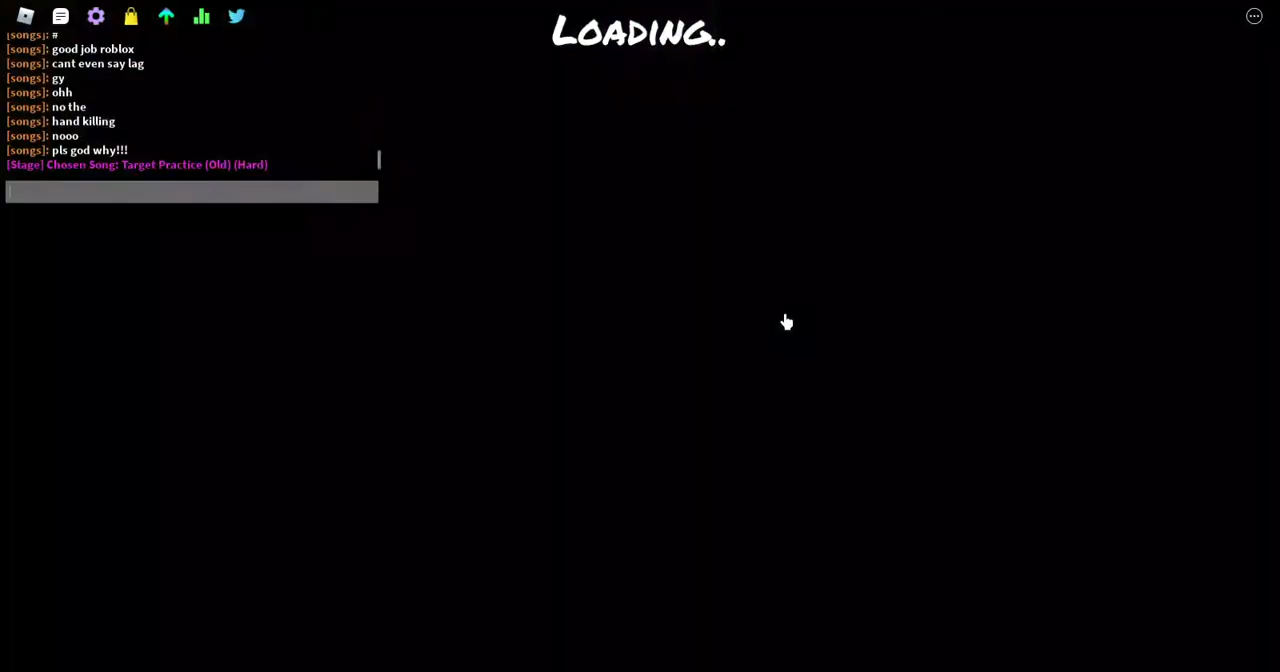 LOADING..
[songs]: #
[songs]: good job roblox
[songs]: cant even say lag
[songs]: gy
[songs]: ohh
[songs]: no the
[songs]: hand killing
[songs]: nooo
[songs]: pls god why!!!
[Stage] Chosen Song: Target Practice (Old) (Hard)